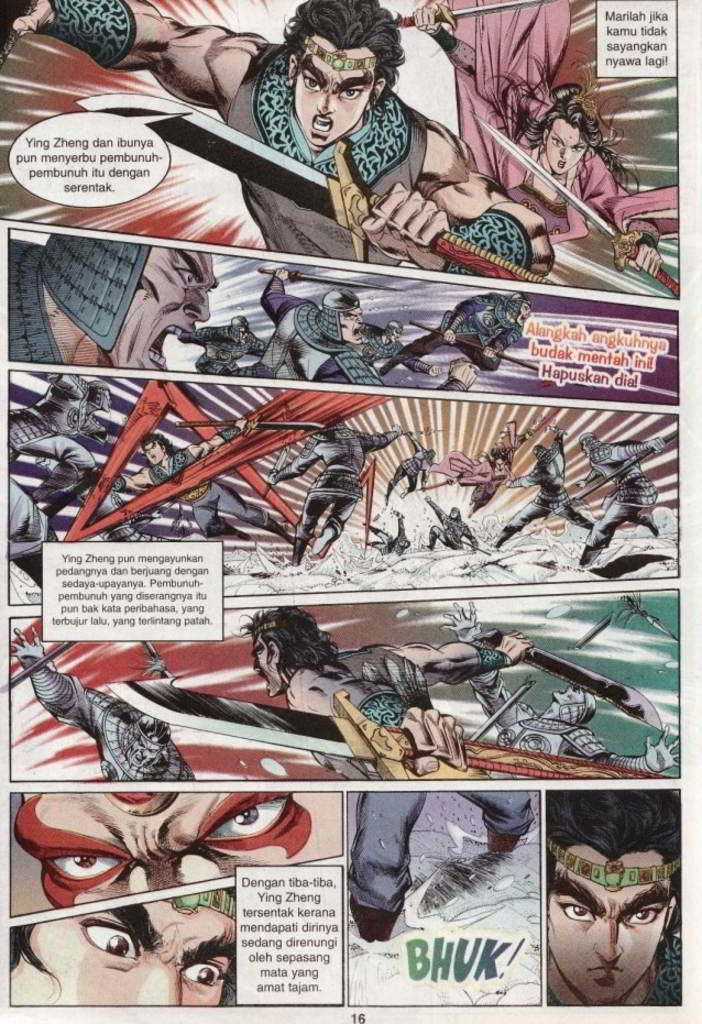 Marilah jika
kamu tidak
sayangkan
nyawa lagi!
Ying Zheng dan ibunya
pun menyerbu pembunuh-
pembunuh itu dengan
serentak.
Alangkah angkuhnya
budak mentah ini!
Hapuskan dia!
Ying Zheng pun mengayunkan
pedangnya dan berjuang dengan
sedaya-upayanya. Pembunuh-
pembunuh yang diserangnya itu
pun bak kata peribahasa, yang
terbujur lalu, yang terlintang patah.
Dengan tiba-tiba,
Ying Zheng
tersentak kerana
mendapati dirinya
sedang direnungi
oleh sepasang
mata yang
amat tajam.
BHUK!
16